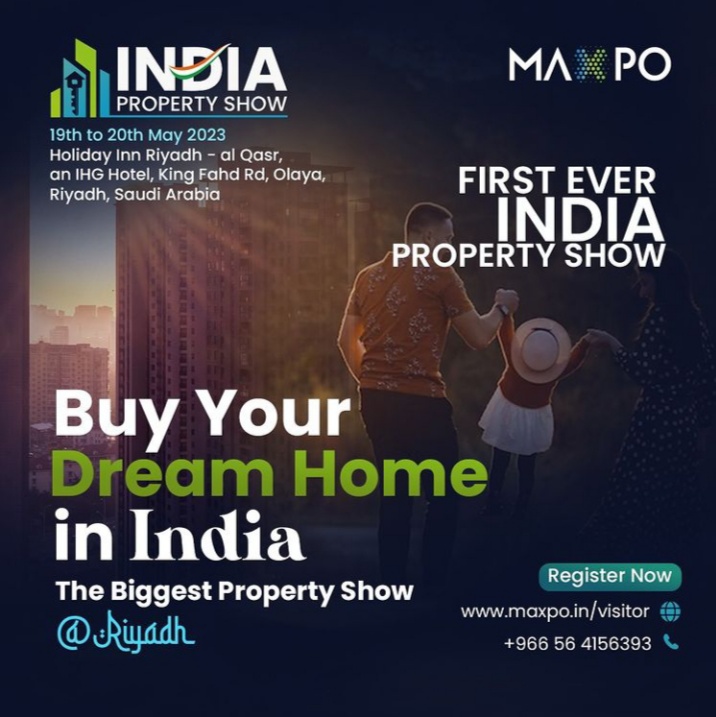 INDIA
PROPERTY SHOW
19th to 20th May 2023
Holiday Inn Riyadh - al Qasr,
an IHG Hotel, King Fahd Rd, Olaya,
Riyadh, Saudi Arabia
MAXPO
FIRST EVER
INDIA
PROPERTY SHOW
Buy Your
Dream Home
in India
The Biggest Property Show
@Riyadh
Register Now
www.maxpo.in/visitor
+966 56 4156393